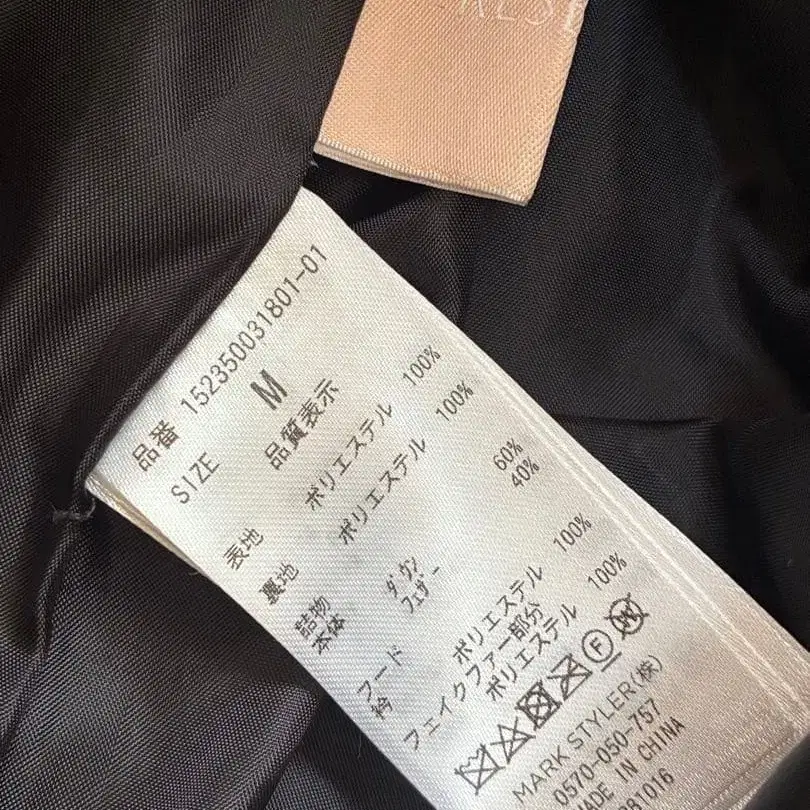 品番 152350031801-01
SIZE M
品質表示
表地 ポリエステル 100%
裏地 ポリエステル 100%
詰物
本体 ダウン 60%
フェザー 40%
フード ポリエステル 100%
衿 フェイクファー部分
ポリエステル 100%
MARK STYLER(株)
0570-050-757
MADE IN CHINA
1016